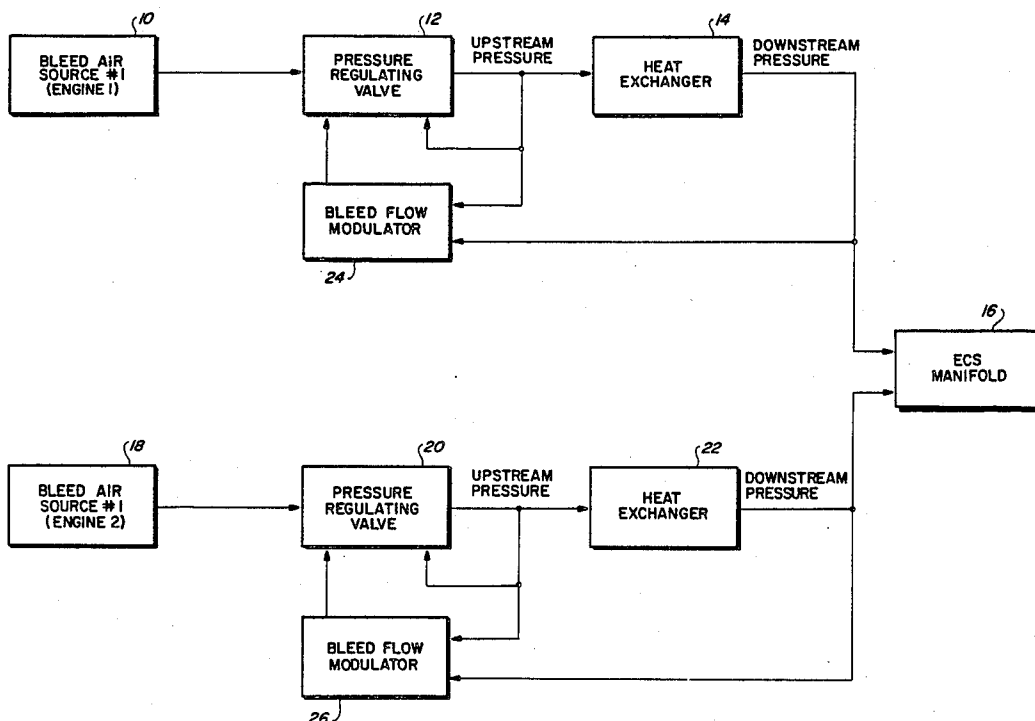 10
BLEED AIR
SOURCE #1
(ENGINE 1)
12
PRESSURE
REGULATING
VALVE
UPSTREAM
PRESSURE
14
HEAT
EXCHANGER
DOWNSTREAM
PRESSURE
BLEED FLOW
MODULATOR
24
16
ECS
MANIFOLD
18
BLEED AIR
SOURCE #1
(ENGINE 2)
20
PRESSURE
REGULATING
VALVE
UPSTREAM
PRESSURE
22
HEAT
EXCHANGER
DOWNSTREAM
PRESSURE
BLEED FLOW
MODULATOR
26